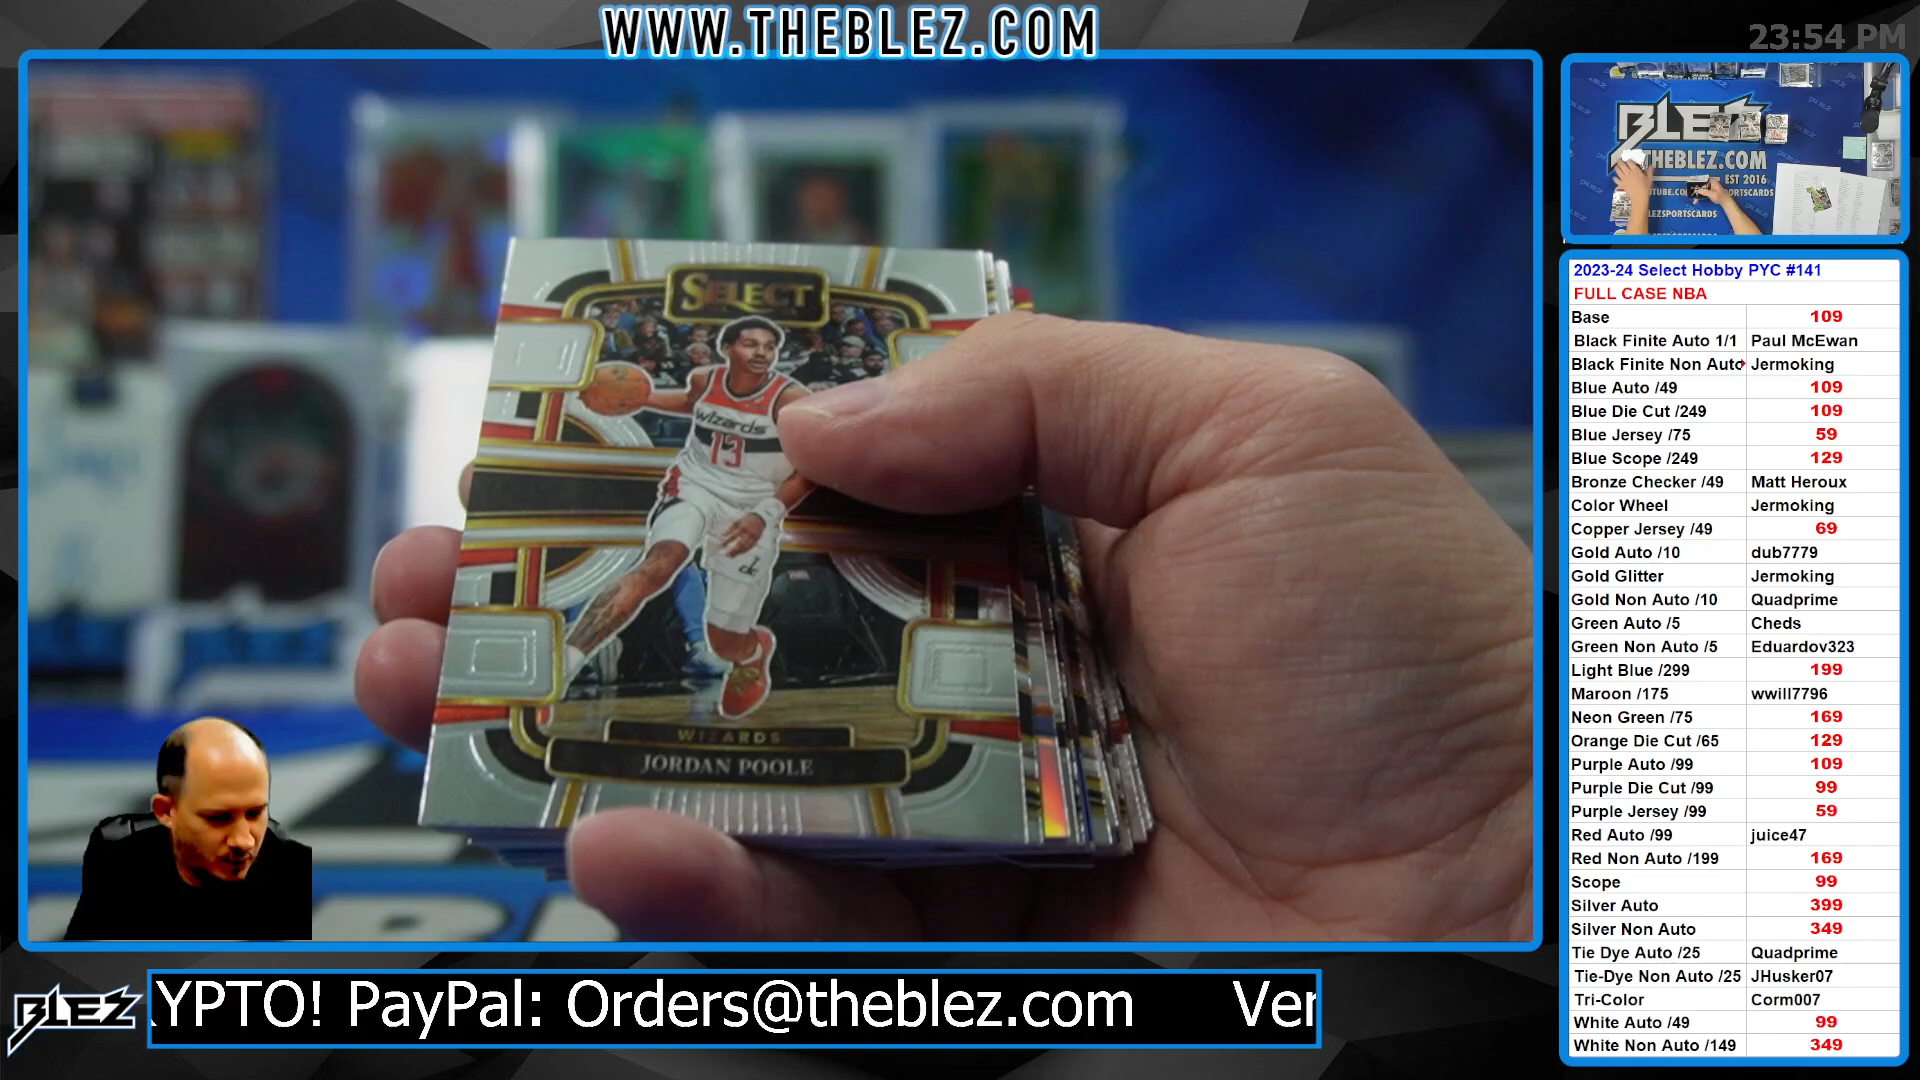 WWW.THEBLEZ.COM
23:54 PM
SELECT
wizards
13
WIZARDS
JORDAN POOLE
BLEZ
THEBLEZ.COM
EST 2016
2023-24 Select Hobby PYC #141
FULL CASE NBA
Base 109
Black Finite Auto 1/1 Paul McEwan
Black Finite Non Auto Jermoking
Blue Auto /49 109
Blue Die Cut /249 109
Blue Jersey /75 59
Blue Scope /249 129
Bronze Checker /49 Matt Heroux
Color Wheel Jermoking
Copper Jersey /49 69
Gold Auto /10 dub7779
Gold Glitter Jermoking
Gold Non Auto /10 Quadprime
Green Auto /5 Cheds
Green Non Auto /5 Eduardov323
Light Blue /299 199
Maroon /175 wwill7796
Neon Green /75 169
Orange Die Cut /65 129
Purple Auto /99 109
Purple Die Cut /99 99
Purple Jersey /99 59
Red Auto /99 juice47
Red Non Auto /199 169
Scope 99
Silver Auto 399
Silver Non Auto 349
Tie Dye Auto /25 Quadprime
Tie-Dye Non Auto /25 JHusker07
Tri-Color Corm007
White Auto /49 99
White Non Auto /149 349
BLEZ
YPTO! PayPal: Orders@theblez.com Ver